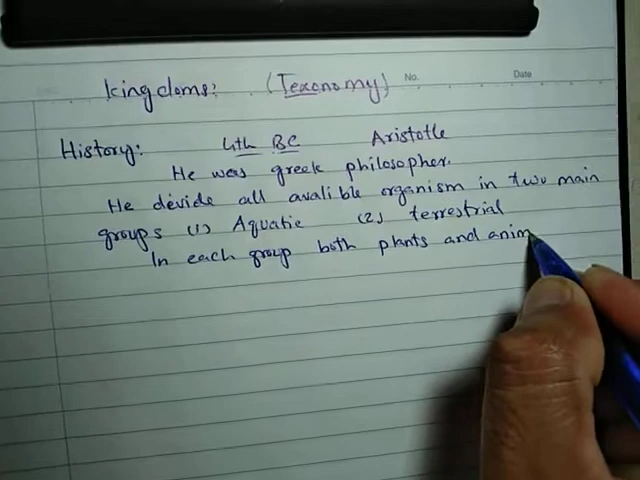 Kingdoms: (Texonomy) No. Date
History: 4th BC Aristotle
He was greek philosopher.
He devide all avalible organism in two main
groups (1) Aquatic (2) terrestrial
In each group both plants and anim